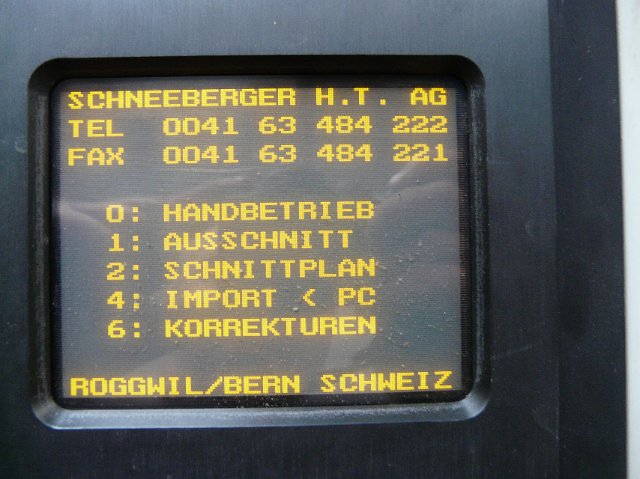 SCHNEEBERGER H.T. AG
TEL 0041 63 484 222
FAX 0041 63 484 221
0: HANDBETRIEB
1: AUSSCHNITT
2: SCHNITTPLAN
4: IMPORT < PC
6: KORREKTUREN
ROGGWIL/BERN SCHWEIZ